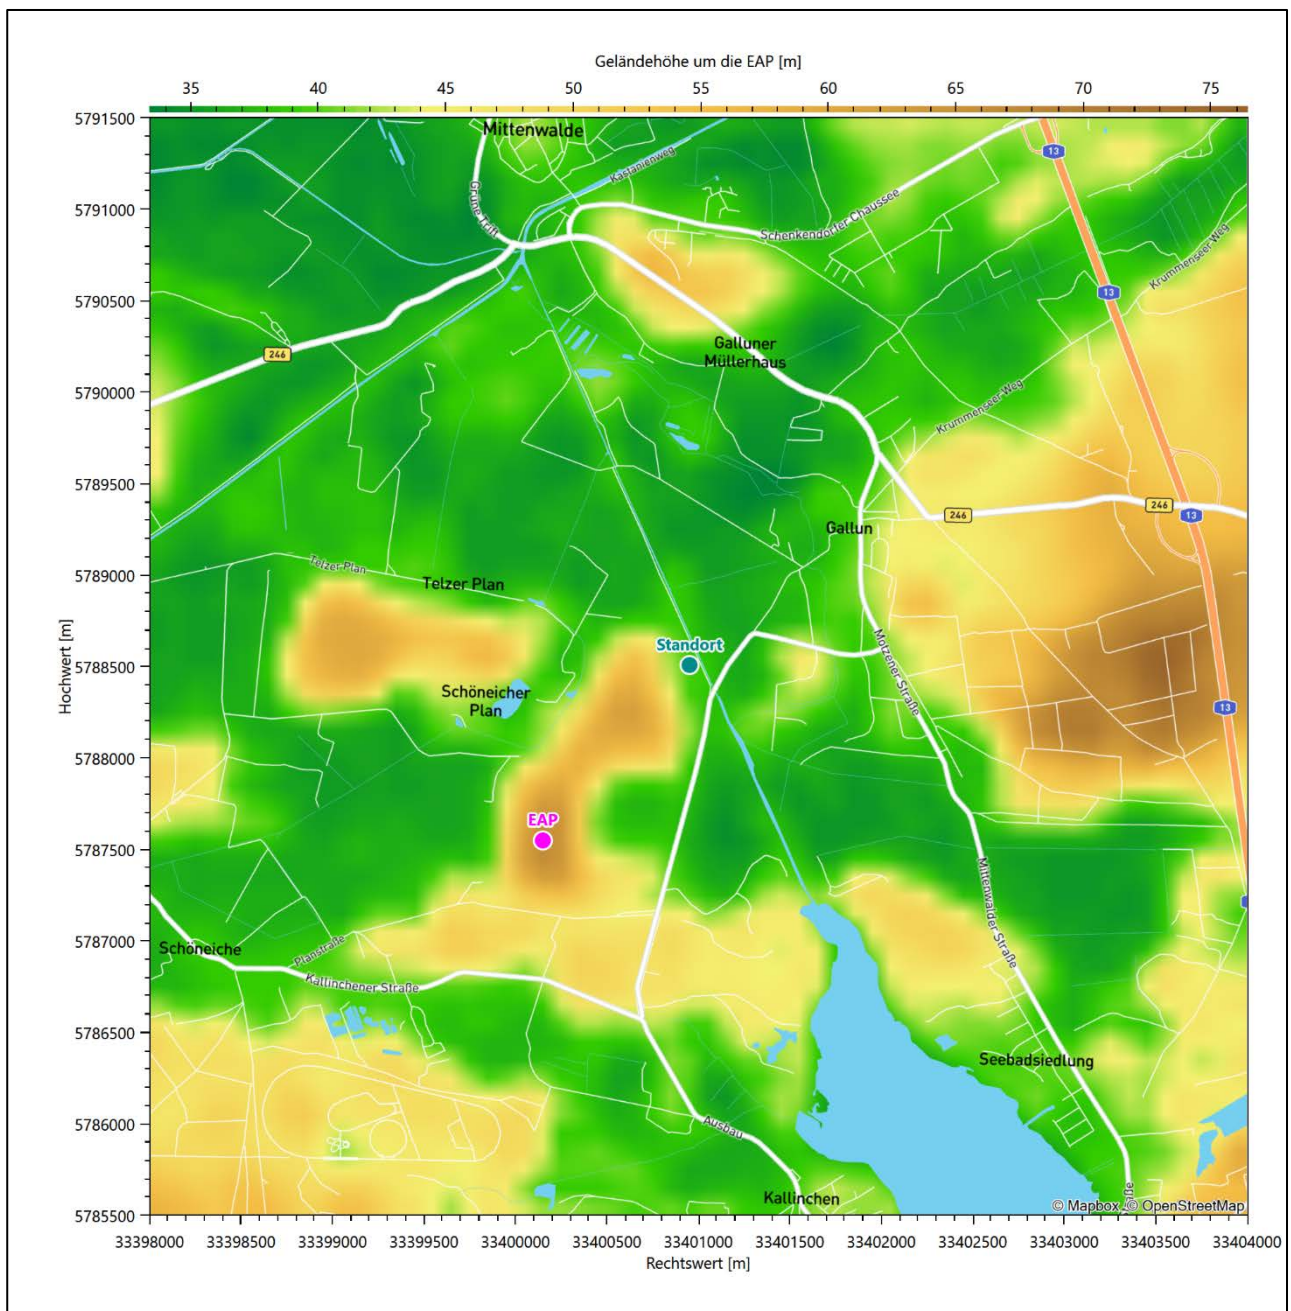 Geländehöhe um die EAP [m]
35 40 45 50 55 60 65 70 75
5791500
5791000
5790500
5790000
5789500
5789000
5788500
5788000
5787500
5787000
5786500
5786000
5785500
Hochwert [m]
Mittenwalde
Kastanienweg
13
Grüne Trift
Schenkendorfer Chaussee
Krummenseer Weg
13
246
Galluner
Müllerhaus
Krummenseer Weg
246
246
13
Gallun
Telzer Plan
Telzer Plan
Standort
Motzener Straße
Schöneicher
Plan
13
EAP
Mittenwalder Straße
Schöneiche
Planstraße
Kallinchener Straße
Seebadsiedlung
Ausbau
Kallinchen
© Mapbox © OpenStreetMap
33398000 33398500 33399000 33399500 33400000 33400500 33401000 33401500 33402000 33402500 33403000 33403500 33404000
Rechtswert [m]